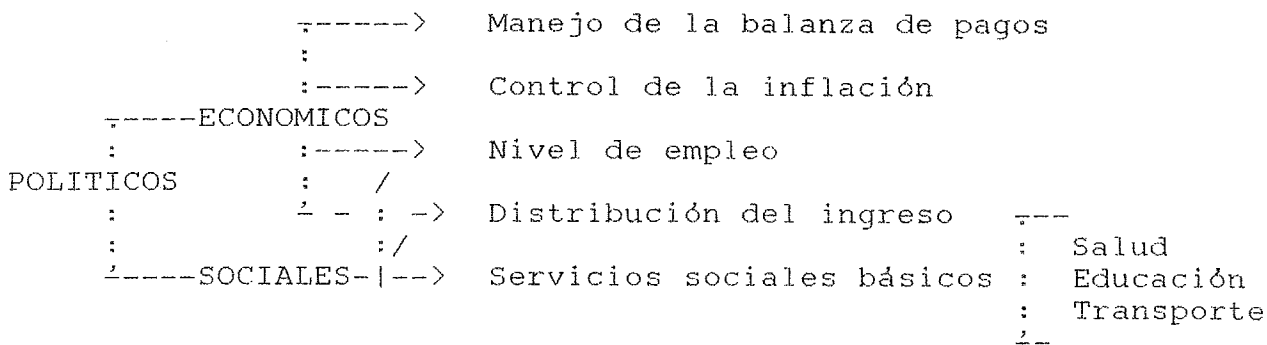 Manejo de la balanza de pagos
Control de la inflación
ECONOMICOS
Nivel de empleo
POLITICOS
Distribución del ingreso
Salud
SOCIALES Servicios sociales básicos Educación
Transporte